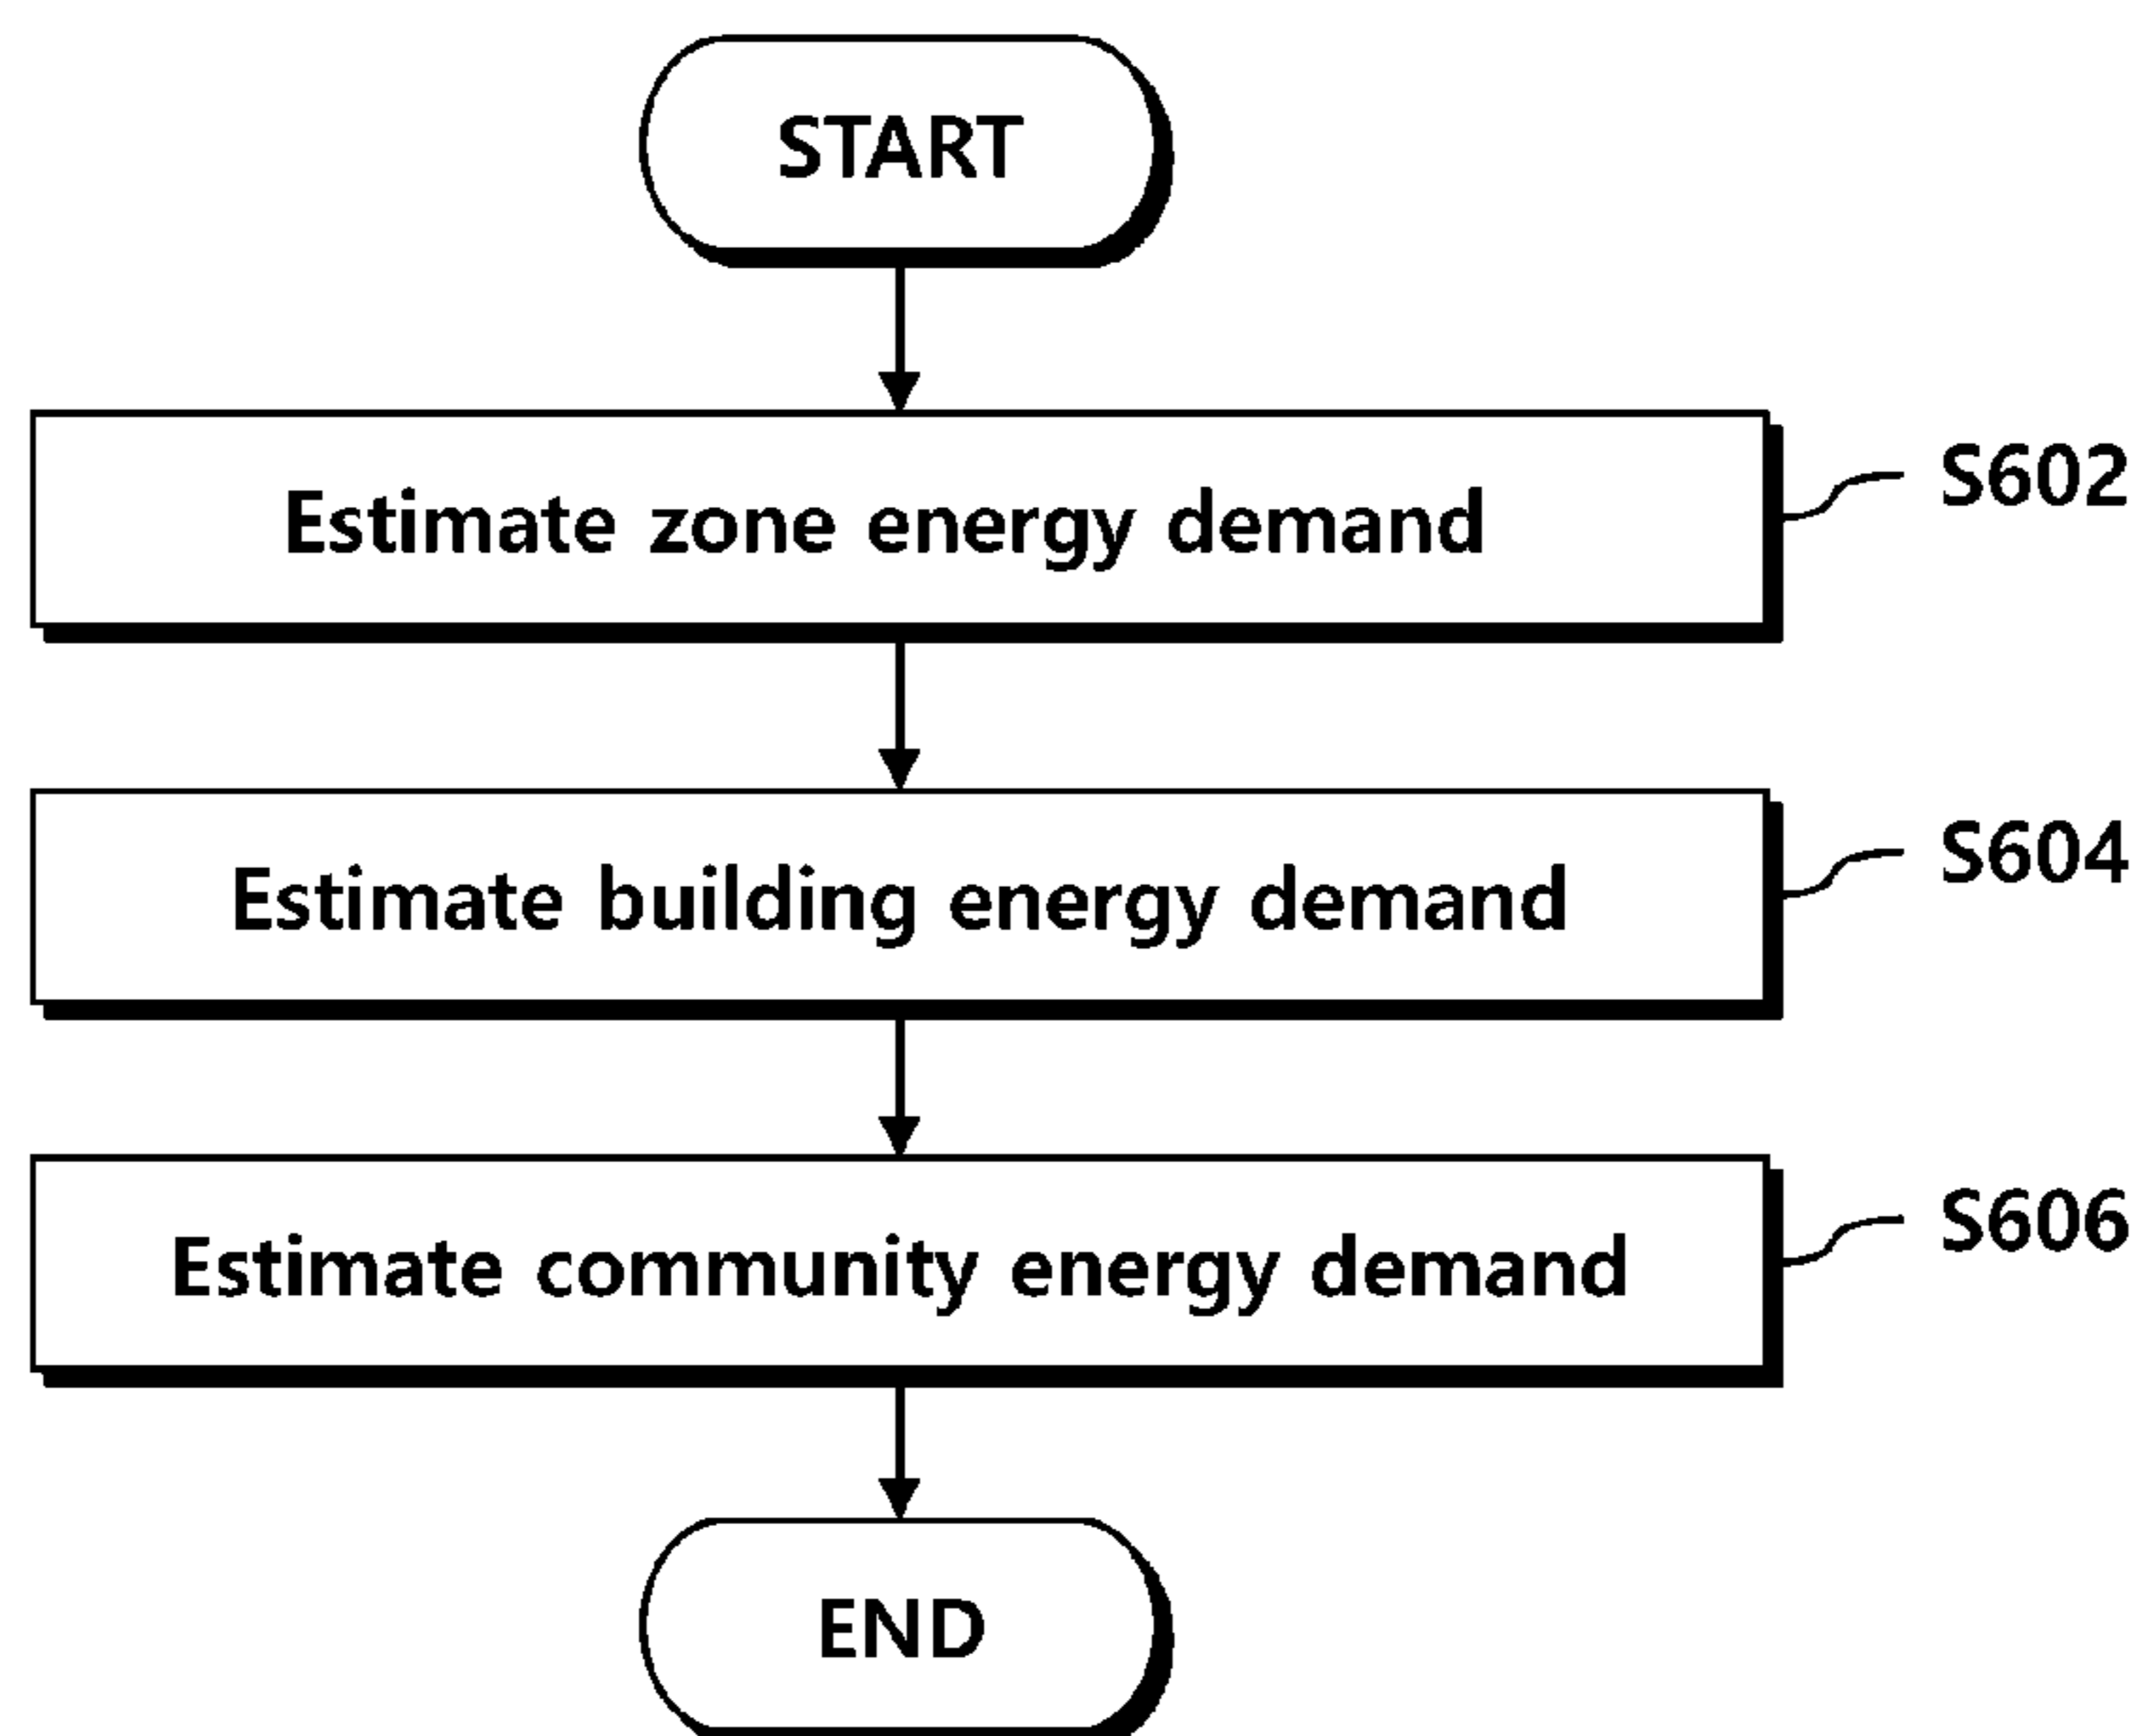 START
Estimate zone energy demand
S602
Estimate building energy demand
S604
Estimate community energy demand
S606
END